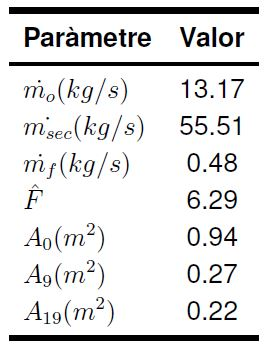 Paràmetre Valor
ṁₒ(kg/s) 13.17
ṁsec(kg/s) 55.51
ṁf(kg/s) 0.48
F̂ 6.29
A₀(m²) 0.94
A₉(m²) 0.27
A₁₉(m²) 0.22